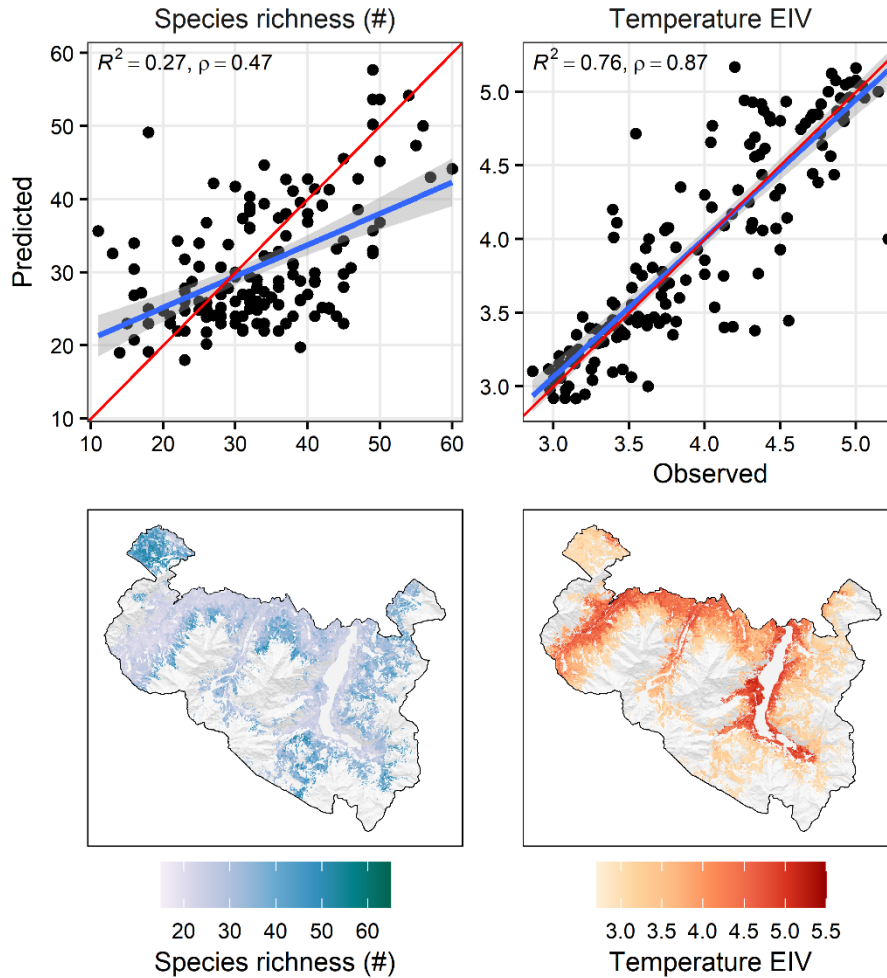 Species richness (#)
Temperature EIV
R² = 0.27, ρ = 0.47
R² = 0.76, ρ = 0.87
Predicted
60
50
40
30
20
10
5.0
4.5
4.0
3.5
3.0
10 20 30 40 50 60
3.0 3.5 4.0 4.5 5.0
Observed
20 30 40 50 60
3.0 3.5 4.0 4.5 5.0 5.5
Species richness (#)
Temperature EIV